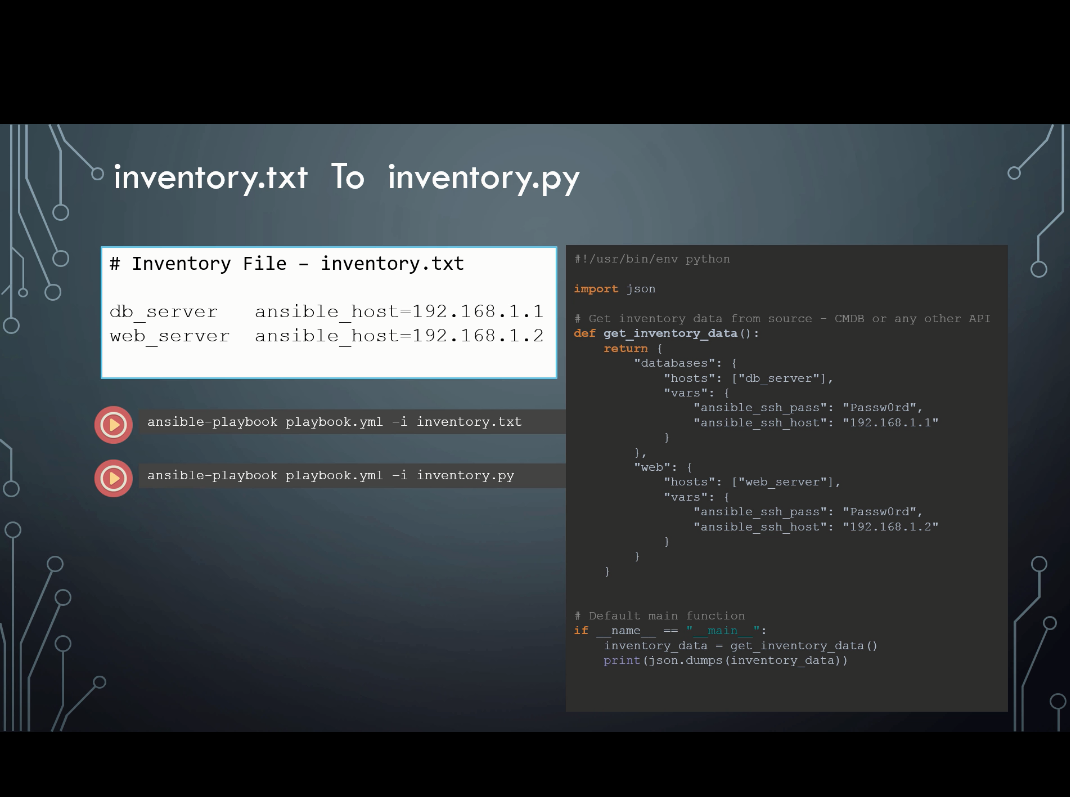 inventory.txt To inventory.py
# Inventory File – inventory.txt
db_server ansible_host=192.168.1.1
web_server ansible_host=192.168.1.2
ansible-playbook playbook.yml -i inventory.txt
ansible-playbook playbook.yml -i inventory.py
#!/usr/bin/env python
import json
# Get inventory data from source - CMDB or any other API
def get_inventory_data():
    return {
        "databases": {
            "hosts": ["db_server"],
            "vars": {
                "ansible_ssh_pass": "Passw0rd",
                "ansible_ssh_host": "192.168.1.1"
            }
        },
        "web": {
            "hosts": ["web_server"],
            "vars": {
                "ansible_ssh_pass": "Passw0rd",
                "ansible_ssh_host": "192.168.1.2"
            }
        }
    }
# Default main function
if __name__ == "__main__":
    inventory_data = get_inventory_data()
    print(json.dumps(inventory_data))